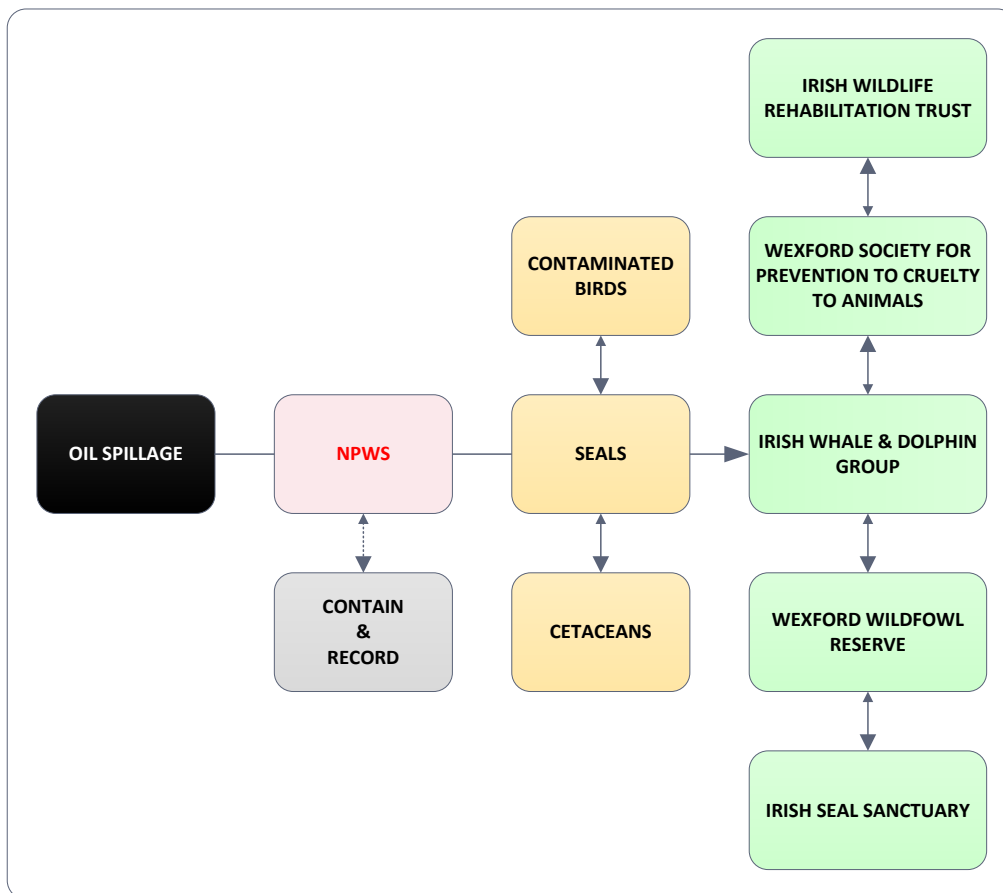 IRISH WILDLIFE
REHABILITATION TRUST
CONTAMINATED
BIRDS
WEXFORD SOCIETY FOR
PREVENTION TO CRUELTY
TO ANIMALS
OIL SPILLAGE
NPWS
SEALS
IRISH WHALE & DOLPHIN
GROUP
CONTAIN
&
RECORD
CETACEANS
WEXFORD WILDFOWL
RESERVE
IRISH SEAL SANCTUARY